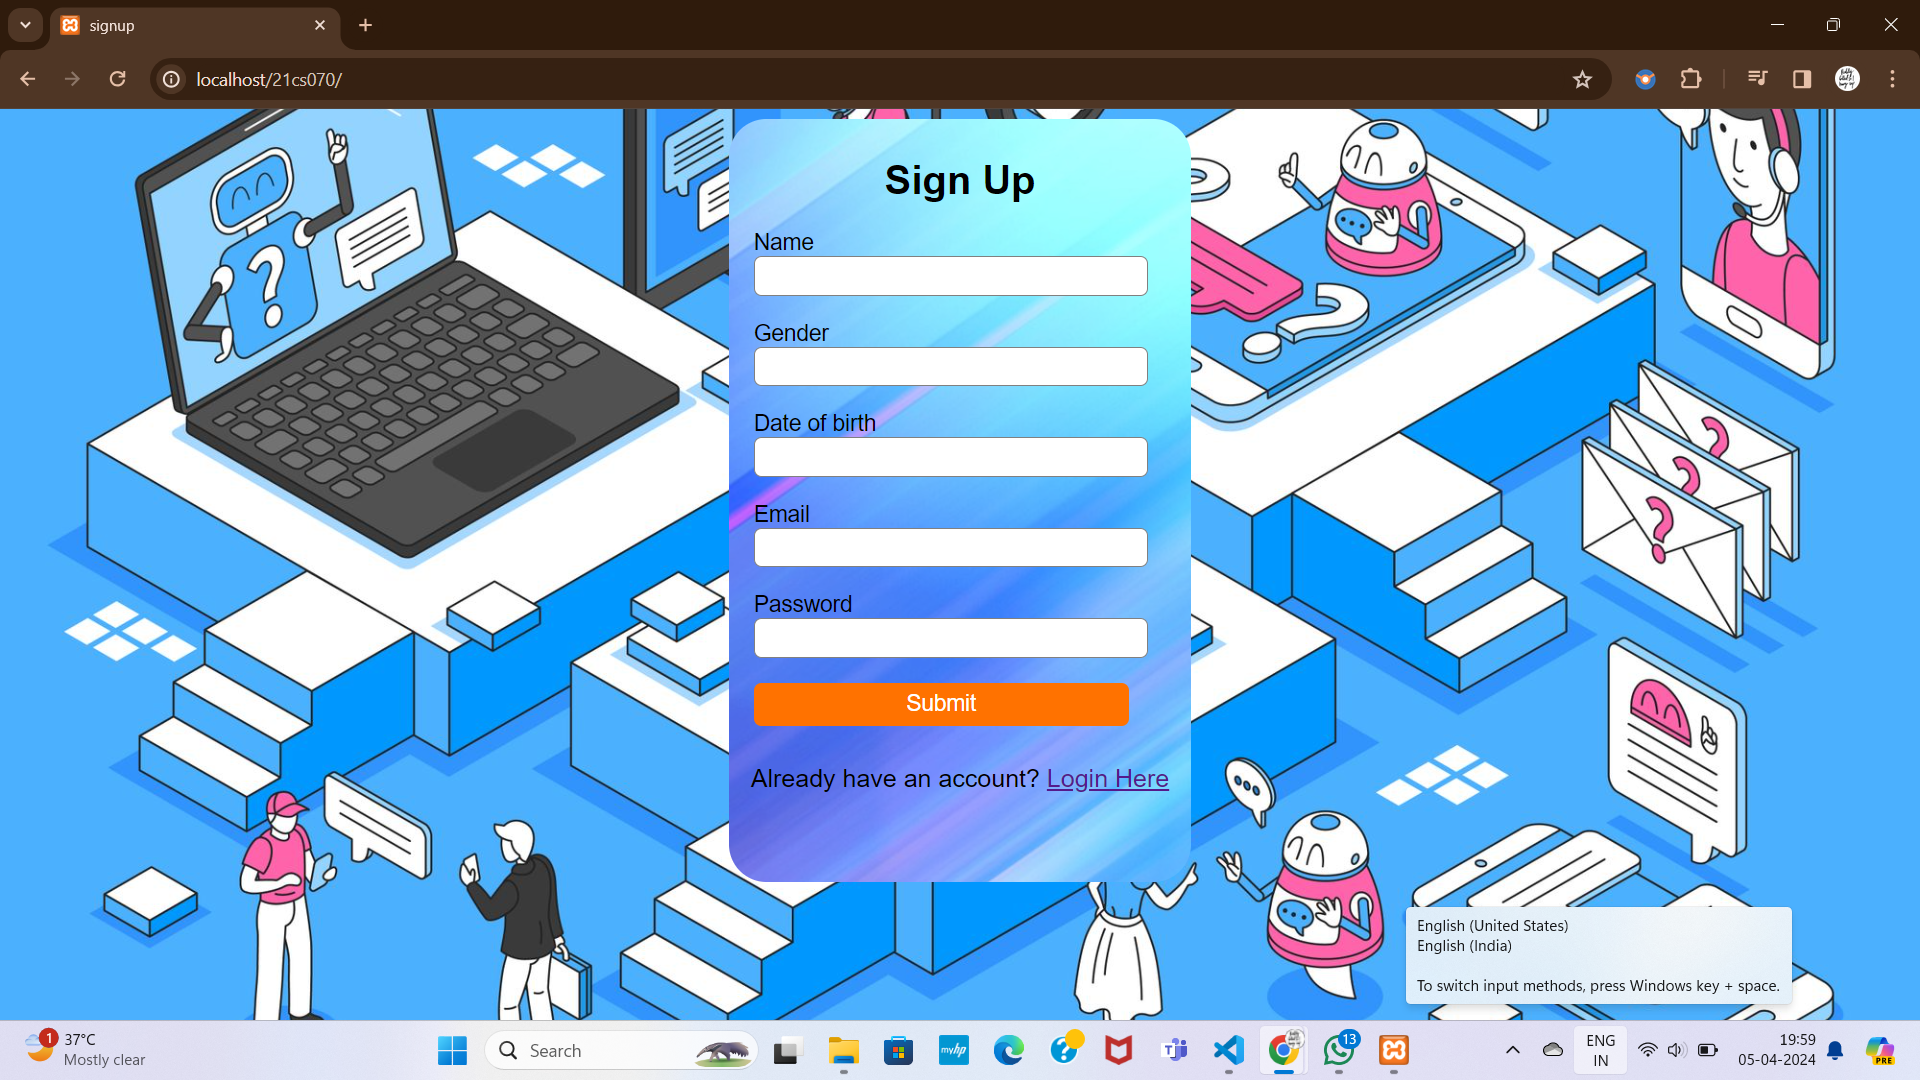 signup
localhost/21cs070/
Sign Up
Name
Gender
Date of birth
Email
Password
Submit
Already have an account? Login Here
English (United States)
English (India)
To switch input methods, press Windows key + space.
1
37°C
Mostly clear
Search
myhp
13
ENG
IN
19:59
05-04-2024
PRE